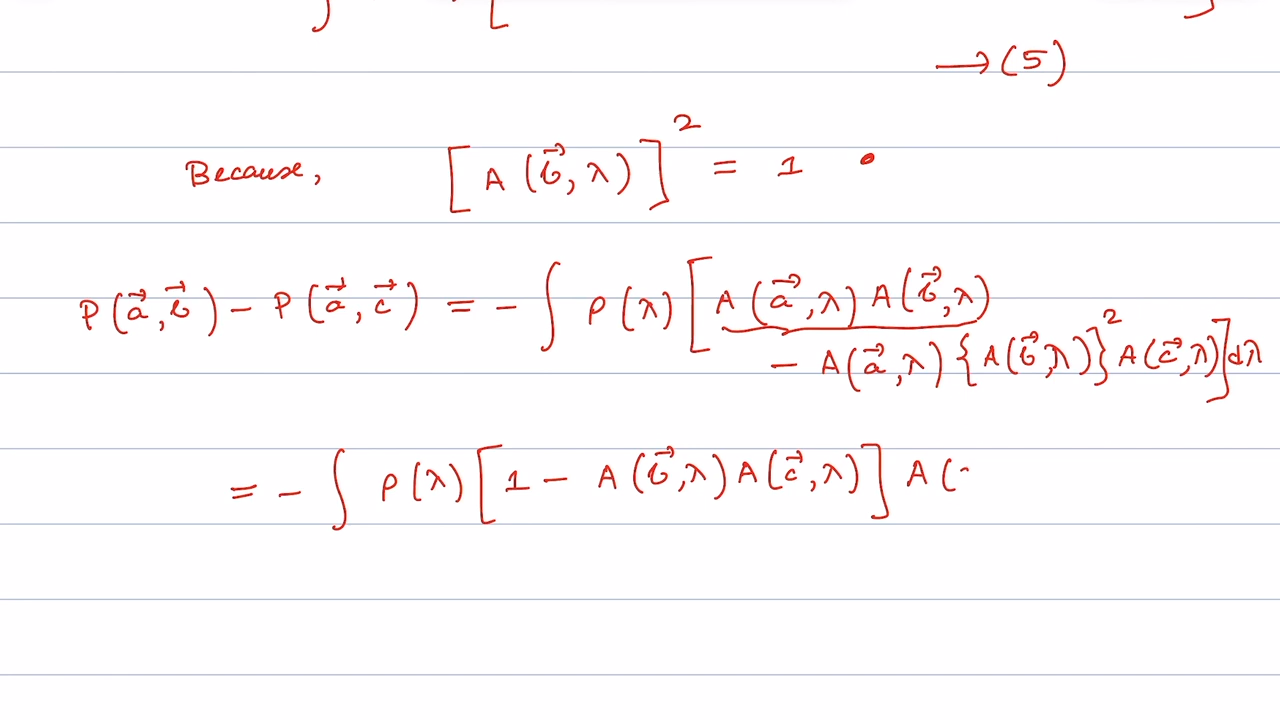 ⟶ (5)
Because, [A(b⃗, λ)]² = 1
P(a⃗, b⃗) − P(a⃗, c⃗) = − ∫ ρ(λ) [A(a⃗, λ) A(b⃗, λ)
− A(a⃗, λ) {A(b⃗, λ)}² A(c⃗, λ)] dλ
= − ∫ ρ(λ) [1 − A(b⃗, λ) A(c⃗, λ)] A (